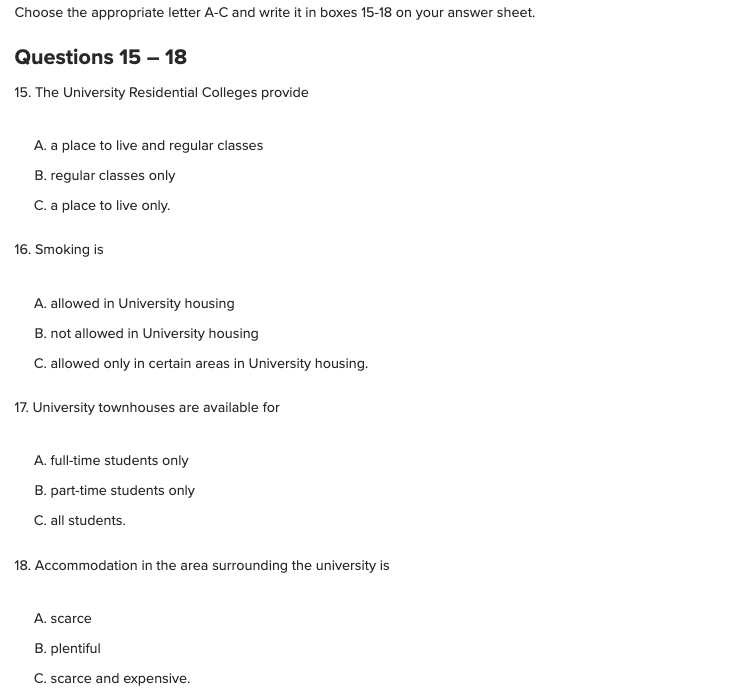 Choose the appropriate letter A-C and write it in boxes 15-18 on your answer sheet.
Questions 15 – 18
15. The University Residential Colleges provide
A. a place to live and regular classes
B. regular classes only
C. a place to live only.
16. Smoking is
A. allowed in University housing
B. not allowed in University housing
C. allowed only in certain areas in University housing.
17. University townhouses are available for
A. full-time students only
B. part-time students only
C. all students.
18. Accommodation in the area surrounding the university is
A. scarce
B. plentiful
C. scarce and expensive.